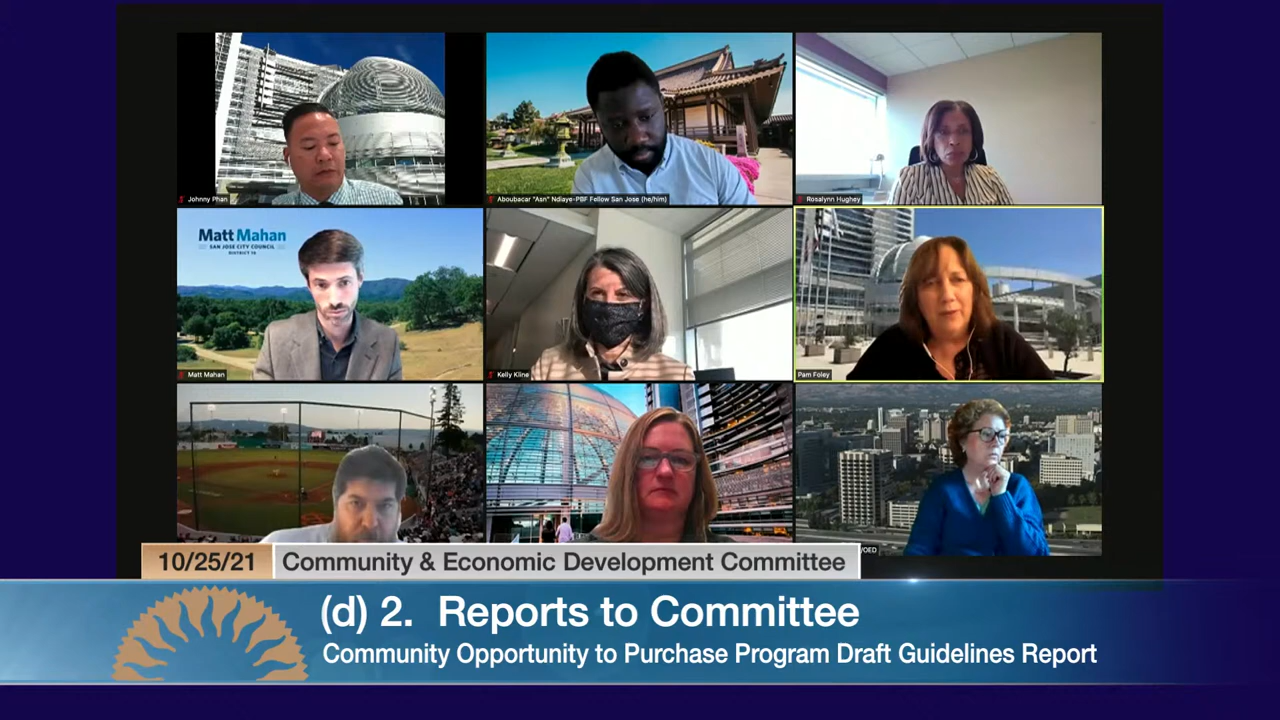 Johnny Phan
Aboubacar "Asn" Ndiaye-PBF Fellow San Jose (he/him)
Rosalynn Hughey
Matt Mahan
SAN JOSE CITY COUNCIL
DISTRICT 10
Matt Mahan
Kelly Kline
Pam Foley
/OED
10/25/21
Community & Economic Development Committee
(d) 2. Reports to Committee
Community Opportunity to Purchase Program Draft Guidelines Report